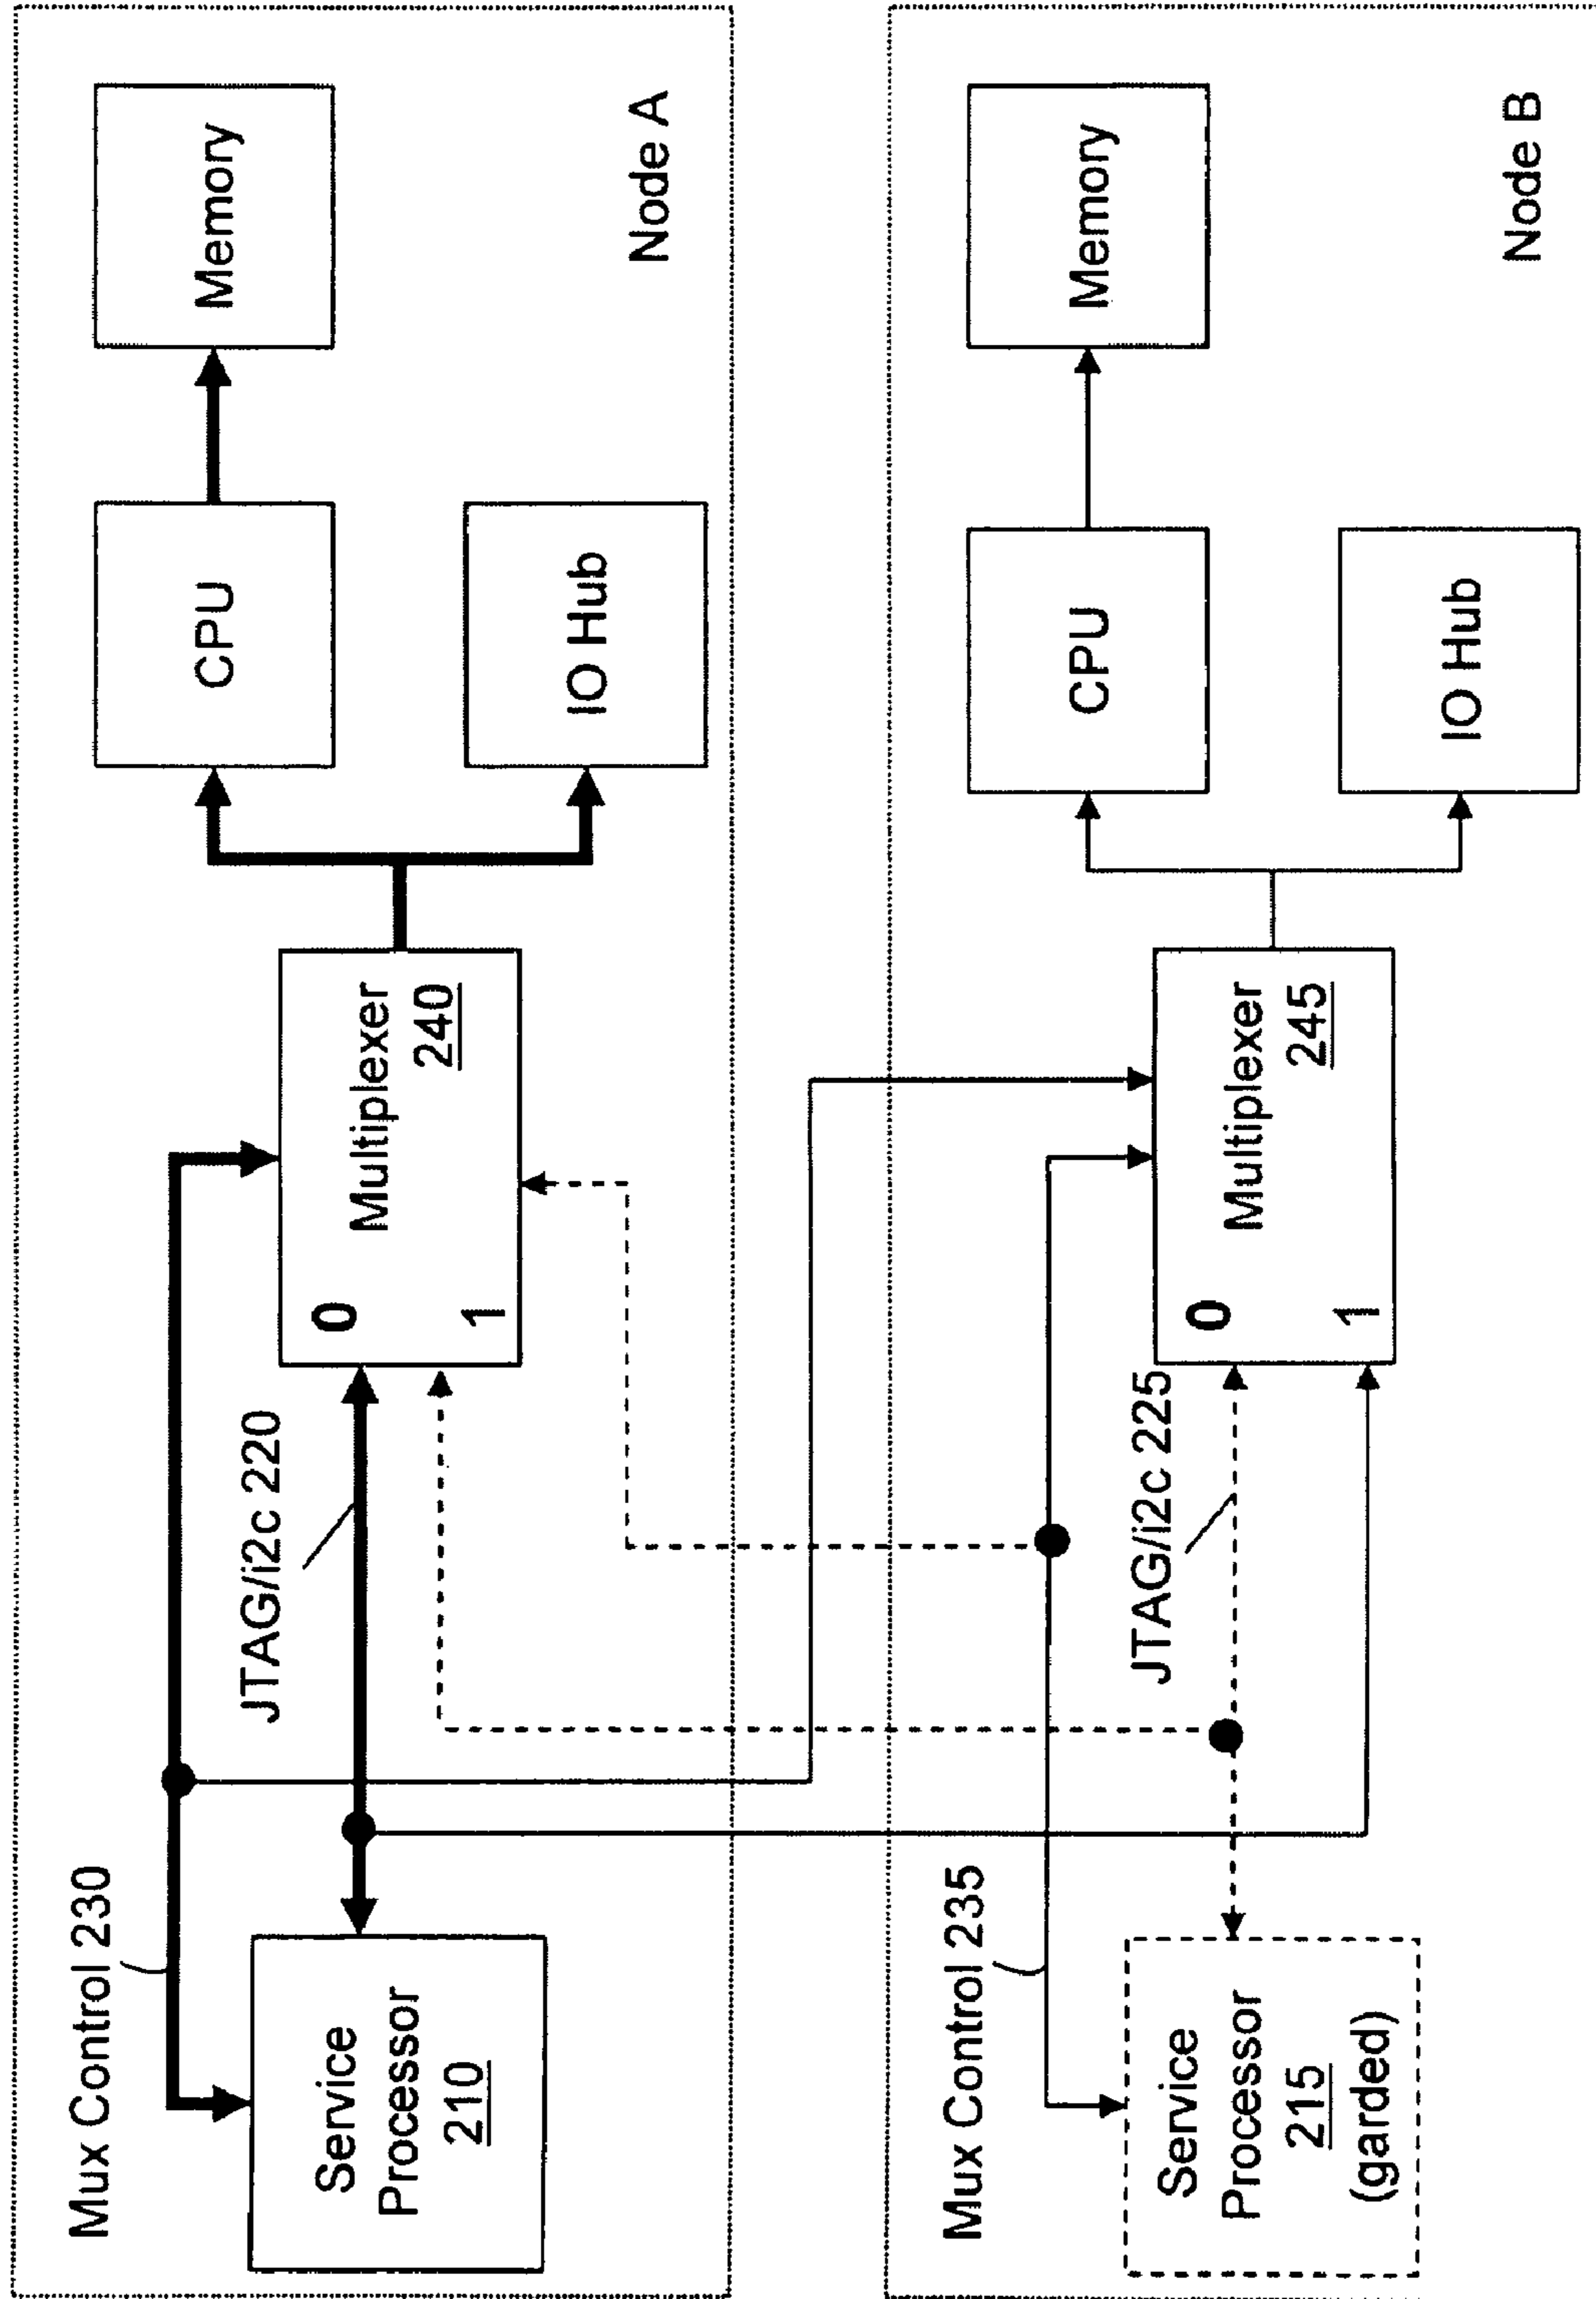 Mux Control 230
JTAG/i2c 220
Service
Processor
210
0
1
Multiplexer
240
CPU
Memory
IO Hub
Node A
Mux Control 235
JTAG/i2c 225
Service
Processor
215
(garded)
0
1
Multiplexer
245
CPU
Memory
IO Hub
Node B